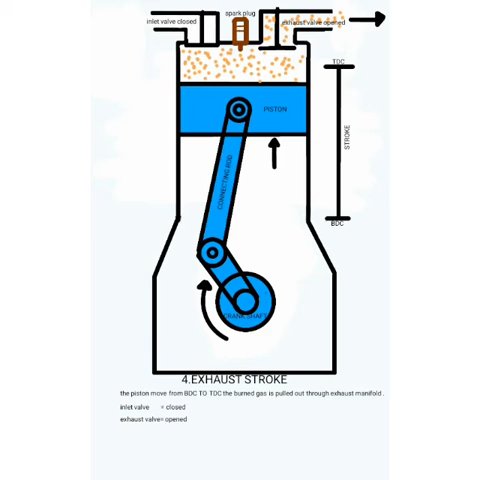 spark plug
inlet valve closed
exhaust valve opened
TDC
PISTON
STROKE
CONNECTING ROD
BDC
CRANK SHAFT
4.EXHAUST STROKE
the piston move from BDC TO TDC the burned gas is pulled out through exhaust manifold .
inlet valve = closed
exhaust valve= opened